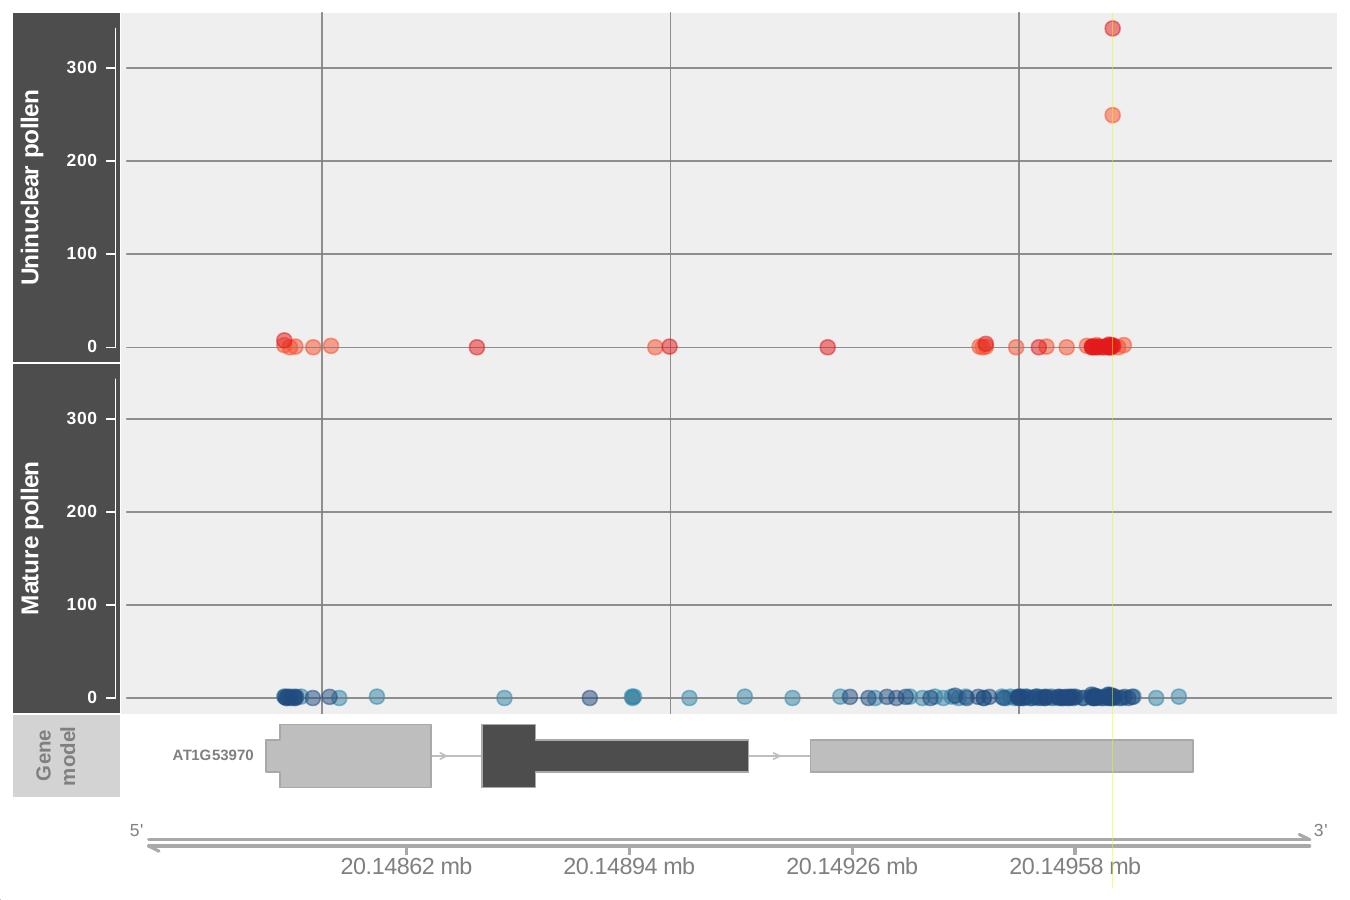 Uninuclear pollen
300
200
100
0
Mature pollen
300
200
100
0
Gene
model
AT1G53970
5'
3'
20.14862 mb
20.14894 mb
20.14926 mb
20.14958 mb